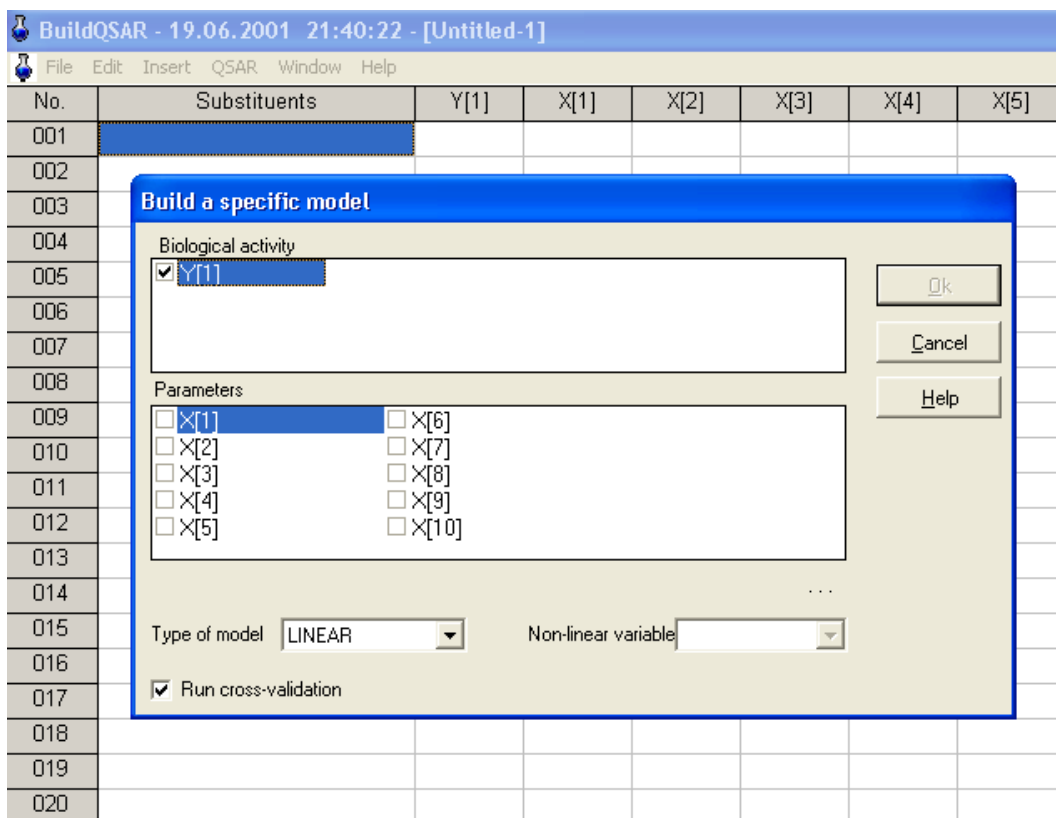 BuildQSAR - 19.06.2001 21:40:22 - [Untitled-1]
File Edit Insert QSAR Window Help
No. Substituents Y[1] X[1] X[2] X[3] X[4] X[5]
001
002
003
004
005
006
007
008
009
010
011
012
013
014
015
016
017
018
019
020
Build a specific model
Biological activity
Y[1]
Ok
Cancel
Help
Parameters
X[1] X[6]
X[2] X[7]
X[3] X[8]
X[4] X[9]
X[5] X[10]
. . .
Type of model LINEAR Non-linear variable
Run cross-validation